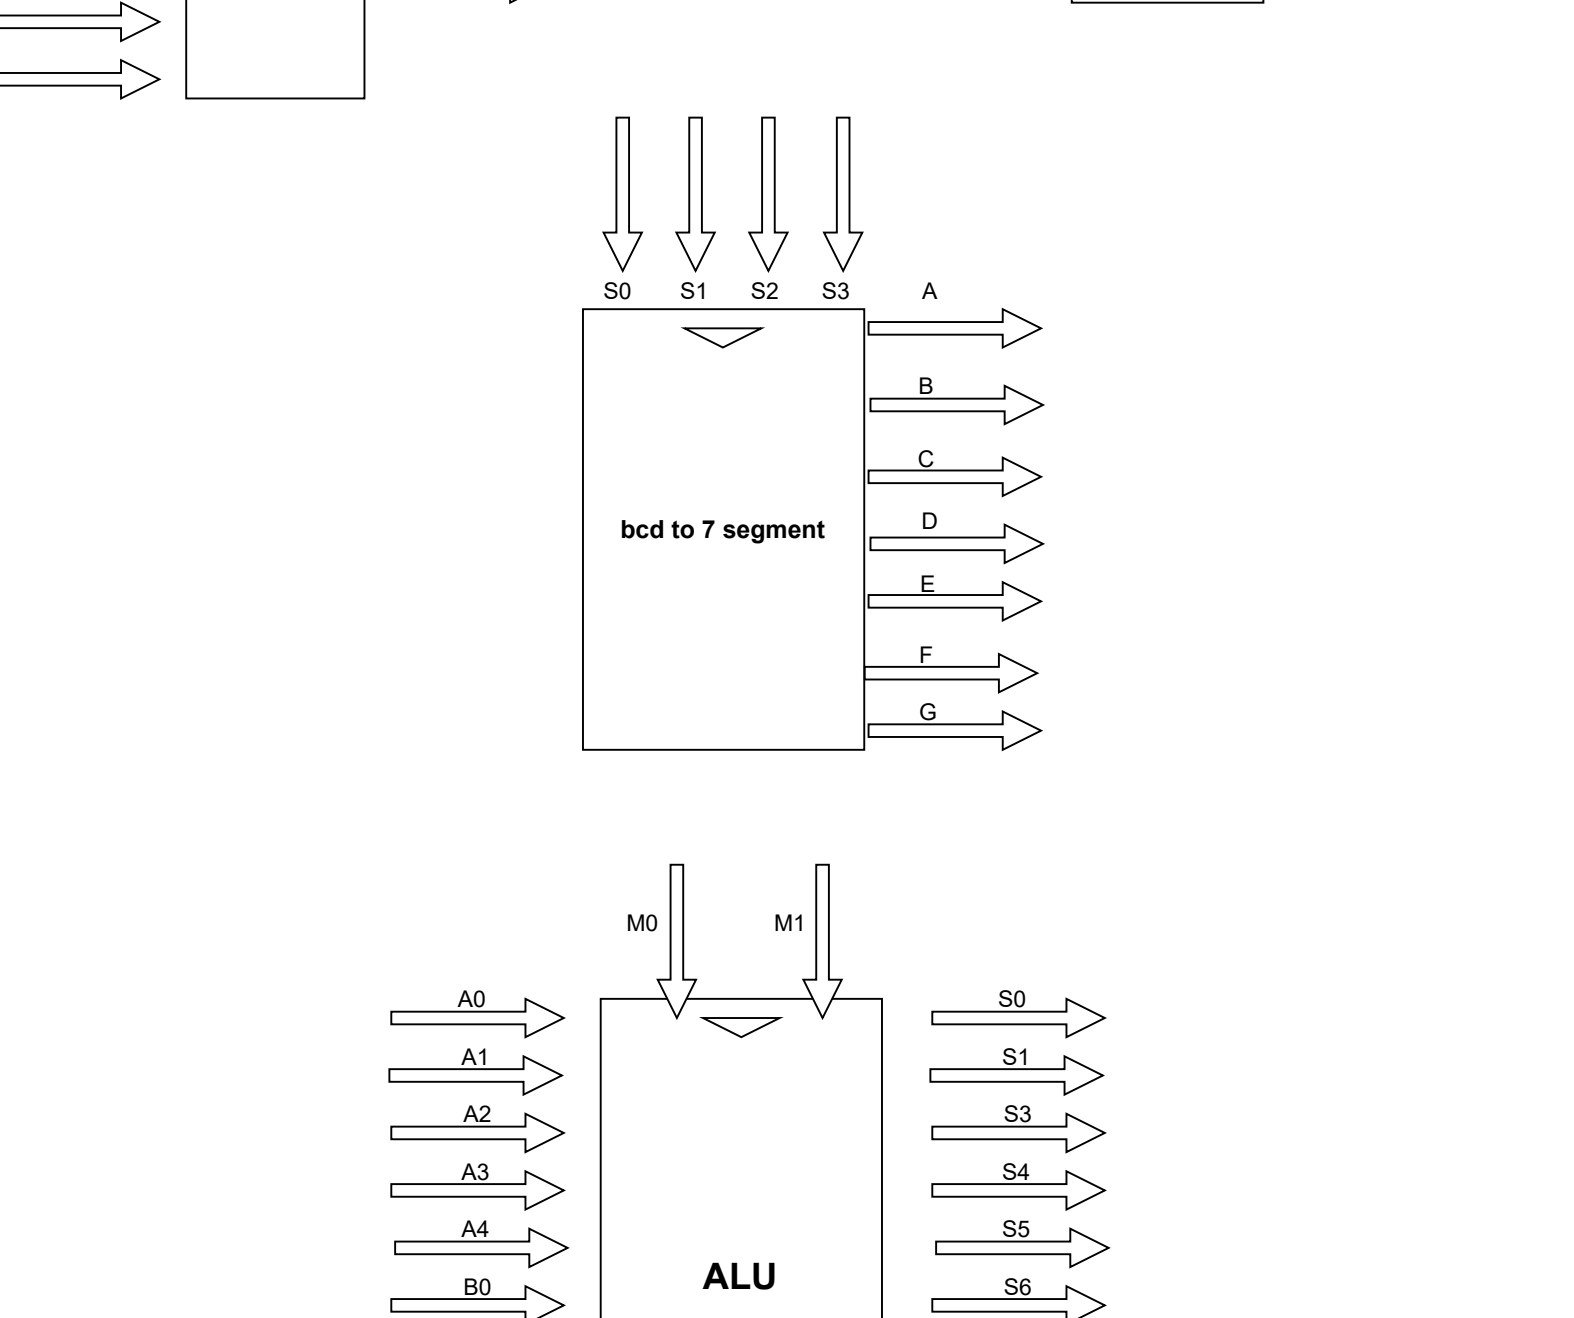 S0 S1 S2 S3 A
B
C
D
bcd to 7 segment
E
F
G
M0 M1
A0 S0
A1 S1
A2 S3
A3 S4
A4 S5
ALU
B0 S6